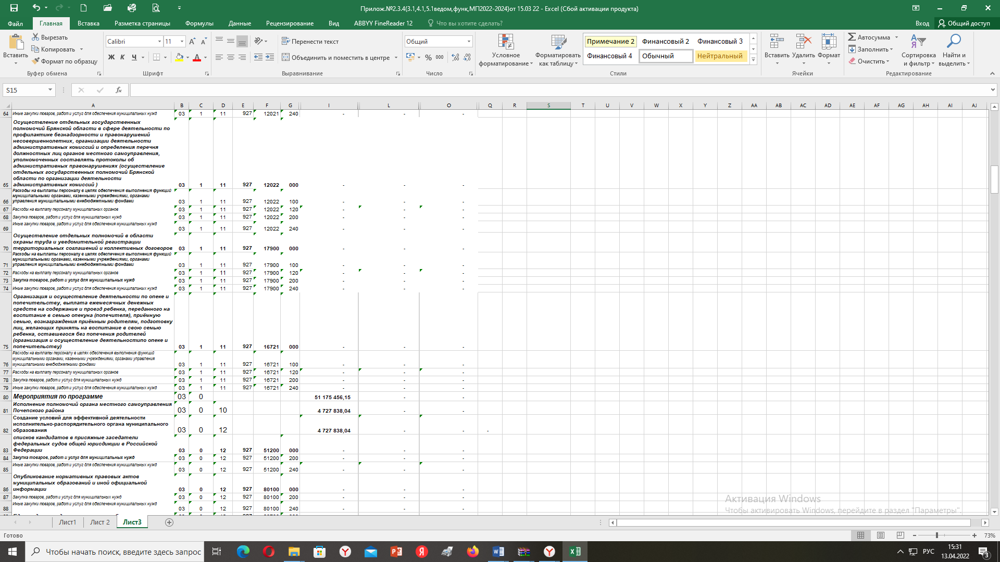 Прилож.№2.3.4(3.1,4.1,5.1ведом,функ,МП2022-2024)от 15.03 22 - Excel (Сбой активации продукта)
Файл Главная Вставка Разметка страницы Формулы Данные Рецензирование Вид ABBYY FineReader 12 Что вы хотите сделать? Вход Общий доступ
Вставить
Вырезать
Копировать
Формат по образцу
Буфер обмена
Calibri 11
Ж К Ч
Шрифт
Перенести текст
Объединить и поместить в центре
Выравнивание
Общий
% 000
Число
Условное форматирование
Форматировать как таблицу
Примечание 2 Финансовый 2 Финансовый 3
Финансовый 4 Обычный Нейтральный
Стили
Вставить Удалить Формат
Ячейки
Автосумма
Заполнить
Очистить
Сортировка и фильтр
Найти и выделить
Редактирование
S15 fx
A B C D E F G I L O Q R S T U V W X Y Z AA AB AC AD AE AF AG AH AI AJ
64 Иные закупки товаров, работ и услуг для обеспечения муниципальных нужд 03 1 11 927 12021 240 - - -
Осуществление отдельных государственных
полномочий Брянской области в сфере деятельности по
профилактике безнадзорности и правонарушений
несовершеннолетних, организации деятельности
административных комиссий и определения перечня
должностных лиц органов местного самоуправления,
уполномоченных составлять протоколы об
административных правонарушениях (осуществление
отдельных государственных полномочий Брянской
области по организации деятельности
65 административных комиссий ) 03 1 11 927 12022 000 - - -
Расходы на выплаты персоналу в целях обеспечения выполнения функций
муниципальными органами, казенными учреждениями, органами
66 управления муниципальными внебюджетными фондами 03 1 11 927 12022 100 - - -
67 Расходы на выплату персоналу муниципальных органов 03 1 11 927 12022 120 - - -
68 Закупка товаров, работ и услуг для муниципальных нужд 03 1 11 927 12022 200 - - -
Иные закупки товаров, работ и услуг для обеспечения муниципальных нужд
69 03 1 11 927 12022 240 - - -
Осуществление отдельных полномочий в области
охраны труда и уведомительной регистрации
70 территориальных соглашений и коллективных договоров 03 1 11 927 17900 000 - - -
Расходы на выплаты персоналу в целях обеспечения выполнения функций
муниципальными органами, казенными учреждениями, органами
71 управления муниципальными внебюджетными фондами 03 1 11 927 17900 100 - - -
72 Расходы на выплату персоналу муниципальных органов 03 1 11 927 17900 120 - - -
73 Закупка товаров, работ и услуг для муниципальных нужд 03 1 11 927 17900 200 - - -
74 Иные закупки товаров, работ и услуг для обеспечения муниципальных нужд 03 1 11 927 17900 240 - - -
Организация и осуществление деятельности по опеке и
попечительству, выплата ежемесячных денежных
средств на содержание и проезд ребенка, переданного на
воспитание в семью опекуна (попечителя), приёмную
семью, вознаграждения приёмным родителям, подготовку
лиц, желающих принять на воспитание в свою семью
ребенка, оставшегося без попечения родителей
(организация и осуществление деятельностипо опеке и
75 попечительству) 03 1 11 927 16721 000 - - -
Расходы на выплаты персоналу в целях обеспечения выполнения функций
муниципальными органами, казенными учреждениями, органами управления
76 муниципальными внебюджетными фондами 03 1 11 927 16721 100 - - -
77 Расходы на выплату персоналу муниципальных органов 03 1 11 927 16721 120 - - -
78 Закупка товаров, работ и услуг для муниципальных нужд 03 1 11 927 16721 200 - - -
79 Иные закупки товаров, работ и услуг для обеспечения муниципальных нужд 03 1 11 927 16721 240 - - -
80 Мероприятия по программе 03 0 51 175 456,15 - -
Исполнение полномочий органа местного самоуправления
81 Почепского района 03 0 10 4 727 838,04 - -
Создание условий для эффективной деятельности
исполнительно-распорядительного органа муниципального
82 образования 03 0 12 4 727 838,04 - - -
списков кандидатов в присяжные заседатели
федеральных судов общей юрисдикции в Российской
83 Федерации 03 0 12 927 51200 000 - - -
84 Закупка товаров, работ и услуг для муниципальных нужд 03 0 12 927 51200 200 - - -
Иные закупки товаров, работ и услуг для обеспечения муниципальных нужд
85 03 0 12 927 51200 240 - - -
Опубликование нормативных правовых актов
муниципальных образований и иной официальной
86 информации 03 0 12 927 80100 000 - - -
87 Закупка товаров, работ и услуг для муниципальных нужд 03 0 12 927 80100 200 - - -
Иные закупки товаров, работ и услуг для обеспечения муниципальных нужд
88 03 0 12 927 80100 240 - - -
Активация Windows
Чтобы активировать Windows, перейдите в раздел "Параметры".
Лист1 Лист 2 Лист3
Готово 73%
Чтобы начать поиск, введите здесь запрос
РУС
15:31
13.04.2022
3